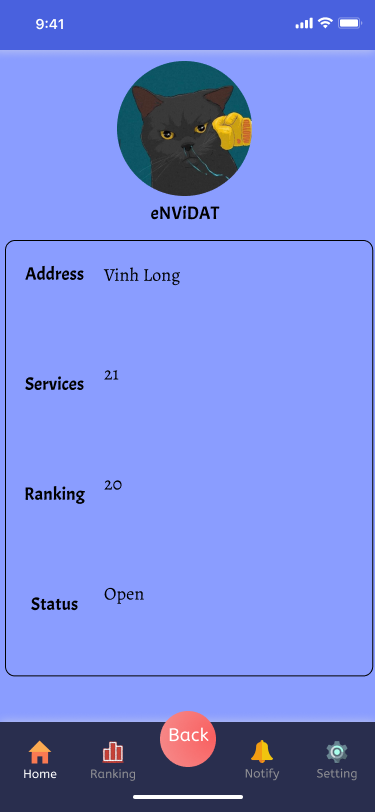 9:41
eNViDAT
Address Vinh Long
Services 21
Ranking 20
Status Open
Back
Home Ranking Notify Setting